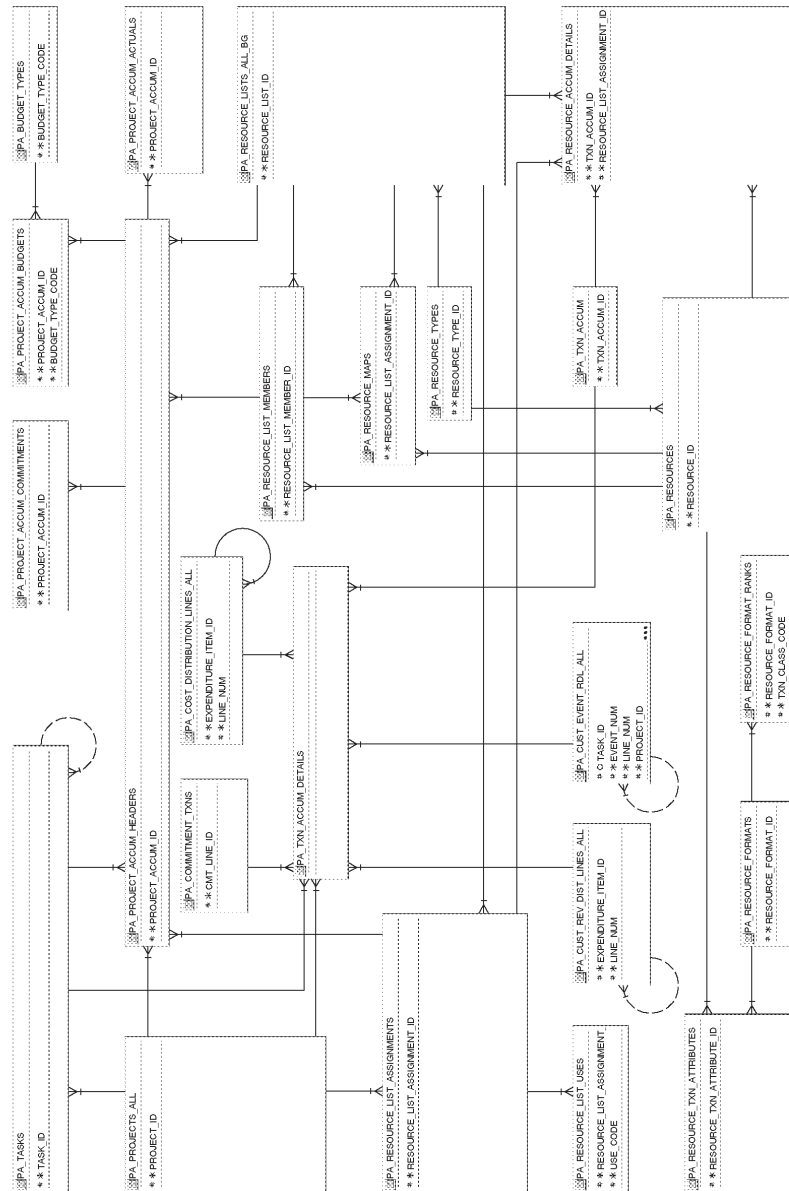 PA_TASKS
# * TASK_ID
PA_BUDGET_TYPES
# * BUDGET_TYPE_CODE
PA_PROJECT_ACCUM_COMMITMENTS
# * PROJECT_ACCUM_ID
PA_PROJECT_ACCUM_BUDGETS
# * PROJECT_ACCUM_ID
# * BUDGET_TYPE_CODE
PA_PROJECTS_ALL
# * PROJECT_ID
PA_PROJECT_ACCUM_HEADERS
# * PROJECT_ACCUM_ID
PA_PROJECT_ACCUM_ACTUALS
# * PROJECT_ACCUM_ID
PA_COMMITMENT_TXNS
# * CMT_LINE_ID
PA_COST_DISTRIBUTION_LINES_ALL
# * EXPENDITURE_ITEM_ID
# * LINE_NUM
PA_RESOURCE_LISTS_ALL_BG
# * RESOURCE_LIST_ID
PA_RESOURCE_LIST_MEMBERS
# * RESOURCE_LIST_MEMBER_ID
PA_TXN_ACCUM_DETAILS
PA_RESOURCE_MAPS
# * RESOURCE_LIST_ASSIGNMENT_ID
PA_RESOURCE_LIST_ASSIGNMENTS
# * RESOURCE_LIST_ASSIGNMENT_ID
PA_RESOURCE_TYPES
# * RESOURCE_TYPE_ID
PA_RESOURCE_ACCUM_DETAILS
# * TXN_ACCUM_ID
# * RESOURCE_LIST_ASSIGNMENT_ID
PA_RESOURCE_LIST_USES
# * RESOURCE_LIST_ASSIGNMENT_
# * USE_CODE
PA_CUST_REV_DIST_LINES_ALL
# * EXPENDITURE_ITEM_ID
# * LINE_NUM
PA_CUST_EVENT_RDL_ALL
# O TASK_ID
# * EVENT_NUM
# * LINE_NUM
# * PROJECT_ID
...
PA_TXN_ACCUM
# * TXN_ACCUM_ID
PA_RESOURCES
# * RESOURCE_ID
PA_RESOURCE_TXN_ATTRIBUTES
# * RESOURCE_TXN_ATTRIBUTE_ID
PA_RESOURCE_FORMATS
# * RESOURCE_FORMAT_ID
PA_RESOURCE_FORMAT_RANKS
# * RESOURCE_FORMAT_ID
# * TXN_CLASS_CODE